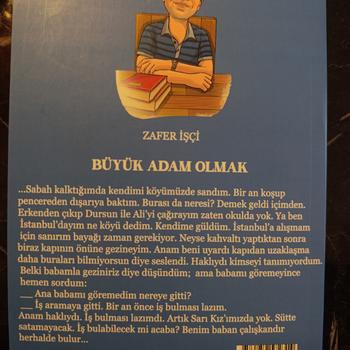 ZAFER İŞÇİ
BÜYÜK ADAM OLMAK
...Sabah kalktığımda kendimi köyümüzde sandım. Bir an koşup
pencereden dışarıya baktım. Burası da neresi? Demek geldi kimden.
Erkenden çıkıp Dursun ile Ali'yi çağırayım zaten okulda yok. Ya ben
İstanbul'dayım ne köyü dedim. Kendime güldüm. İstanbul'a alışmam
için sanırım bayağı zaman gerekiyor. Neyse kahvaltı yaptıktan sonra
biraz kapının önüne gezineyim. Anam beni uyardı kapıdan uzaklaşma
daha buraları bilmiyorsun diye seslendi. Haklıydı kimseyi tanımıyordum.
Belki babamla geziniriz diye düşündüm; ama babamı göremeyince
hemen sordum:
__ Ana babamı göremedim nereye gitti?
__ İş aramaya gitti. Bir an önce iş bulması lazım.
Anam haklıydı. İş bulması lazımdı. Artık Sarı Kız'ımızda yok. Sütte
satamayacak. İş bulabilecek mi acaba? Benim baban çalışkandır
herhalde bulur...